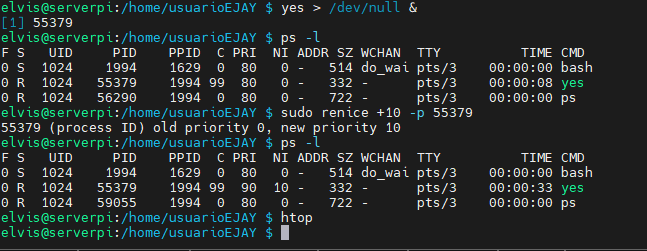 elvis@serverpi:/home/usuarioEJAY $ yes > /dev/null &
[1] 55379
elvis@serverpi:/home/usuarioEJAY $ ps -l
F S   UID     PID    PPID  C PRI  NI ADDR SZ WCHAN  TTY          TIME CMD
0 S  1024    1994    1629  0  80   0 -   514 do_wai pts/3    00:00:00 bash
0 R  1024   55379    1994 99  80   0 -   332 -      pts/3    00:00:08 yes
0 R  1024   56290    1994  0  80   0 -   722 -      pts/3    00:00:00 ps
elvis@serverpi:/home/usuarioEJAY $ sudo renice +10 -p 55379
55379 (process ID) old priority 0, new priority 10
elvis@serverpi:/home/usuarioEJAY $ ps -l
F S   UID     PID    PPID  C PRI  NI ADDR SZ WCHAN  TTY          TIME CMD
0 S  1024    1994    1629  0  80   0 -   514 do_wai pts/3    00:00:00 bash
0 R  1024   55379    1994 99  90  10 -   332 -      pts/3    00:00:33 yes
0 R  1024   59055    1994  0  80   0 -   722 -      pts/3    00:00:00 ps
elvis@serverpi:/home/usuarioEJAY $ htop
elvis@serverpi:/home/usuarioEJAY $